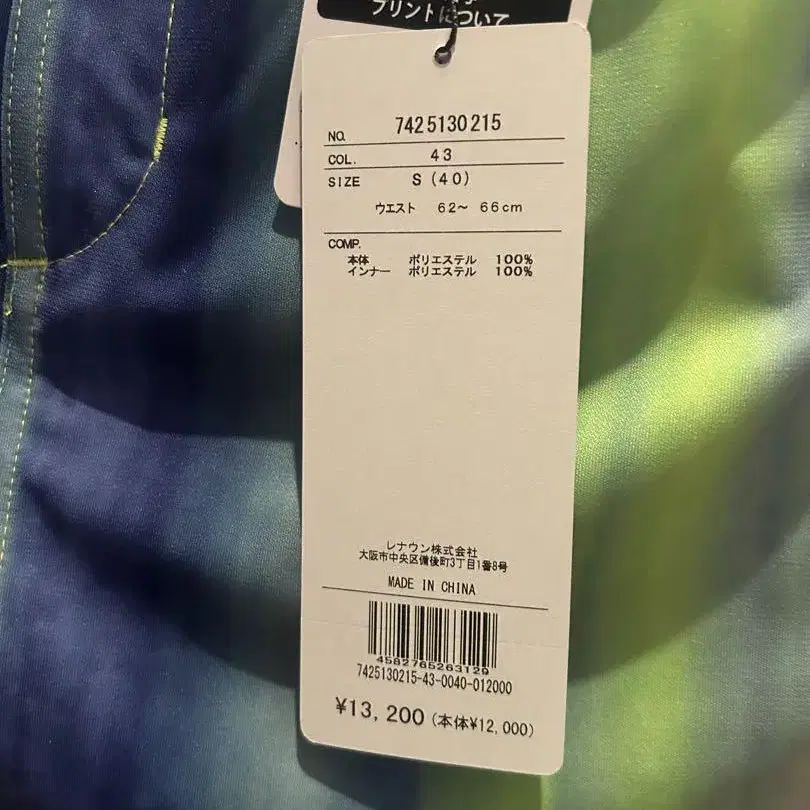 プリントについて
NO. 7425130215
COL. 43
SIZE S(40)
ウエスト 62～ 66cm
COMP.
本体 ポリエステル 100%
インナー ポリエステル 100%
レナウン株式会社
大阪市中央区備後町3丁目1番8号
MADE IN CHINA
4582765263129
7425130215-43-0040-012000
¥13,200(本体¥12,000)